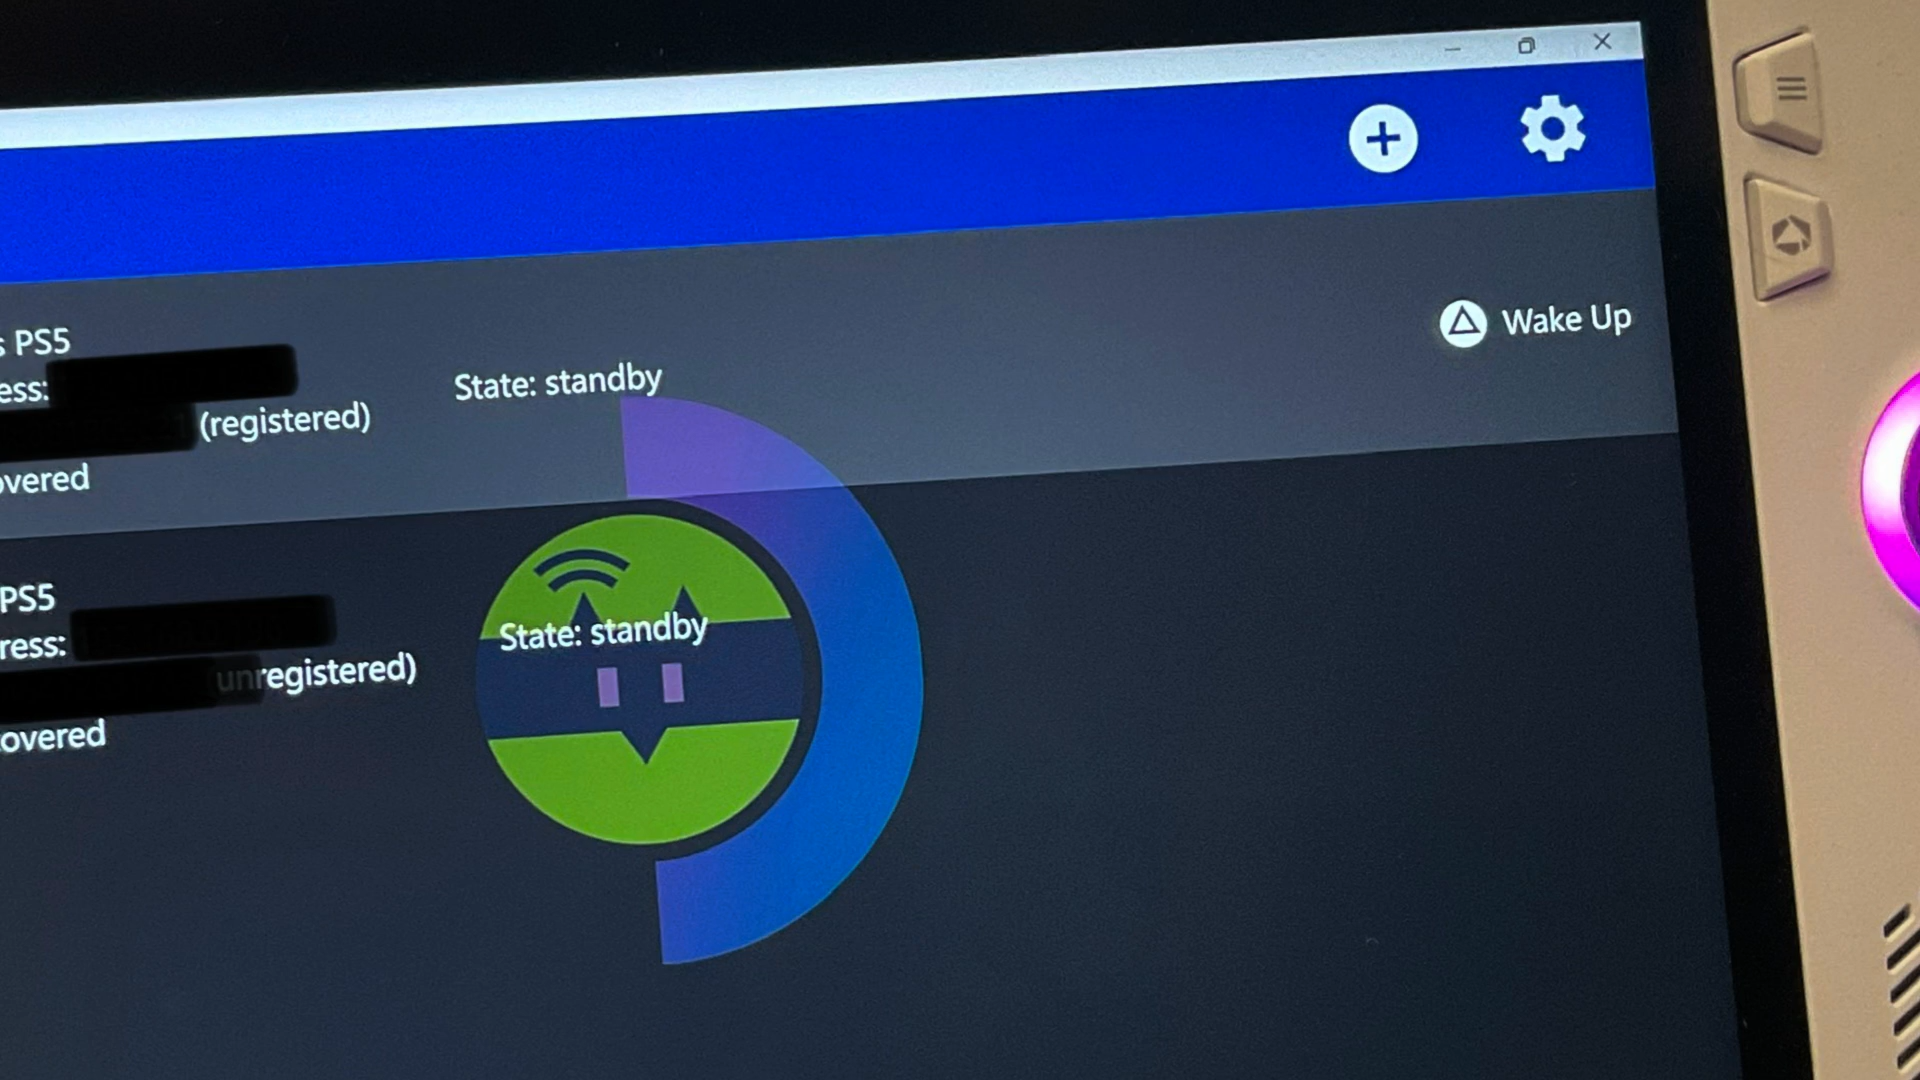 s PS5
ess:
(registered)
overed
State: standby
Wake Up
PS5
ress:
unregistered)
overed
State: standby